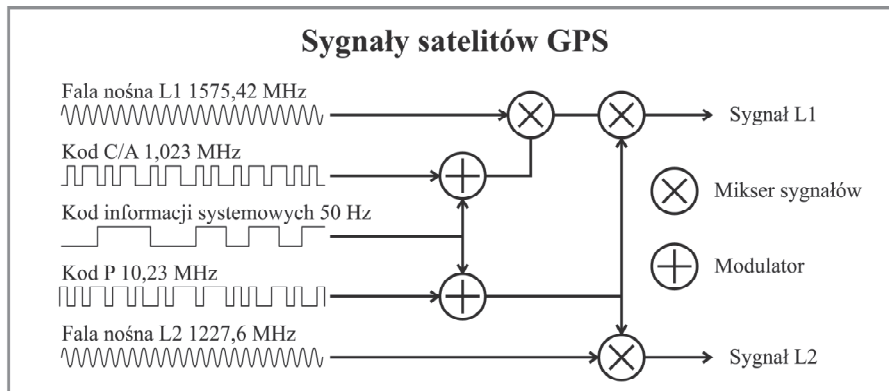 Sygnały satelitów GPS
Fala nośna L1 1575,42 MHz
Sygnał L1
Kod C/A 1,023 MHz
Mikser sygnałów
Kod informacji systemowych 50 Hz
Modulator
Kod P 10,23 MHz
Fala nośna L2 1227,6 MHz
Sygnał L2